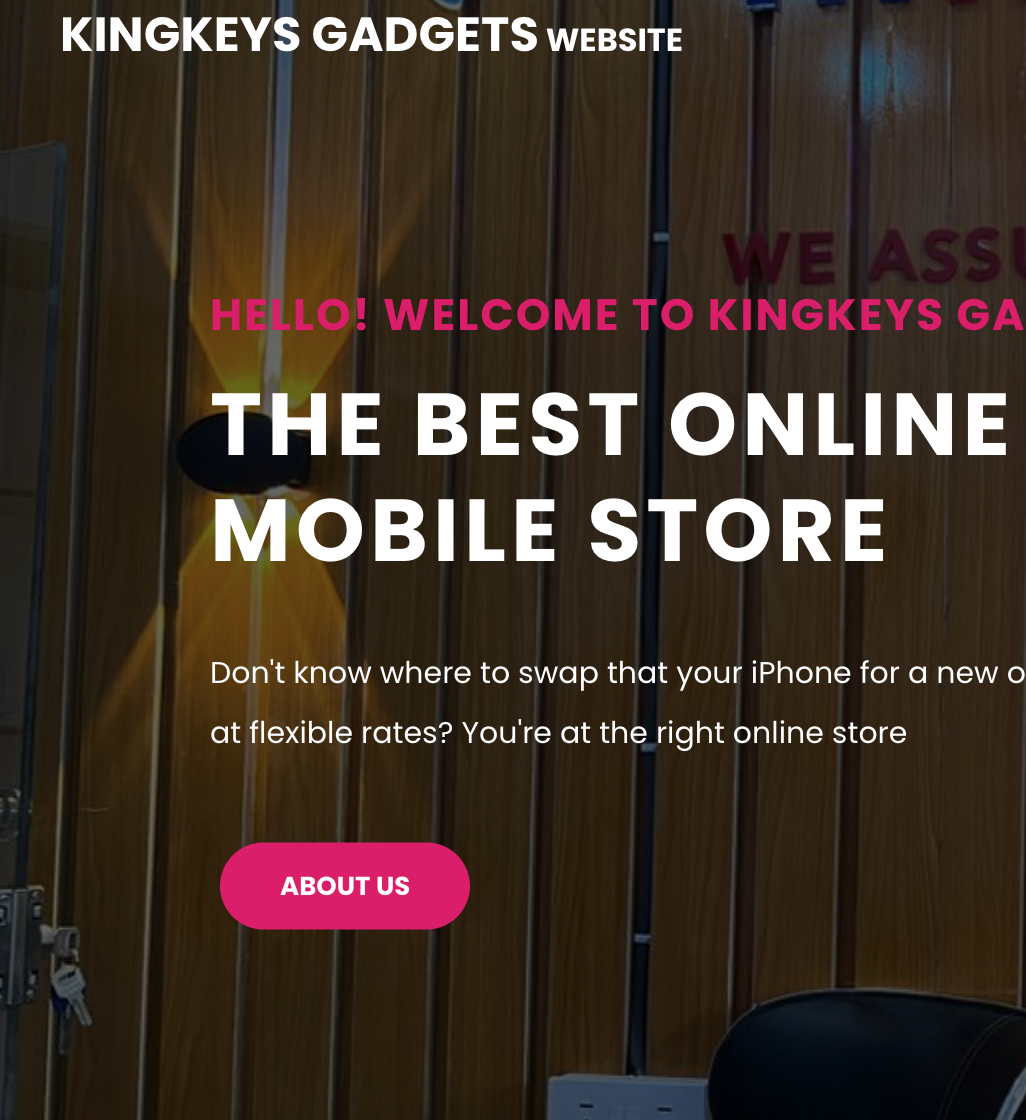 KINGKEYS GADGETS WEBSITE
WE ASSU
HELLO! WELCOME TO KINGKEYS GA
THE BEST ONLINE
MOBILE STORE
Don't know where to swap that your iPhone for a new o
at flexible rates? You're at the right online store
ABOUT US